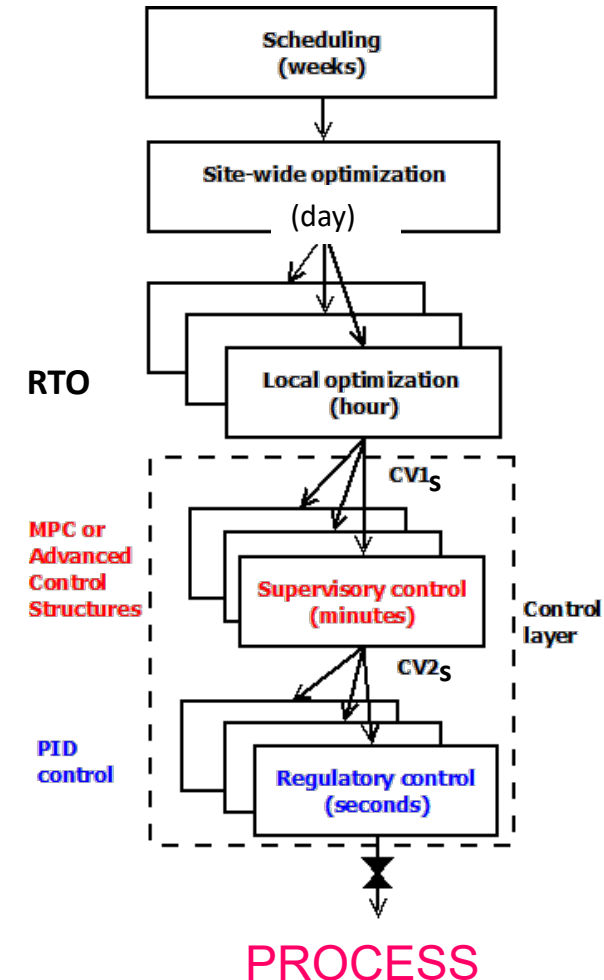 Scheduling
(weeks)
Site-wide optimization
(day)
RTO
Local optimization
(hour)
CV1s
MPC or
Advanced
Control
Structures
Supervisory control
(minutes)
Control
layer
CV2s
PID
control
Regulatory control
(seconds)
PROCESS